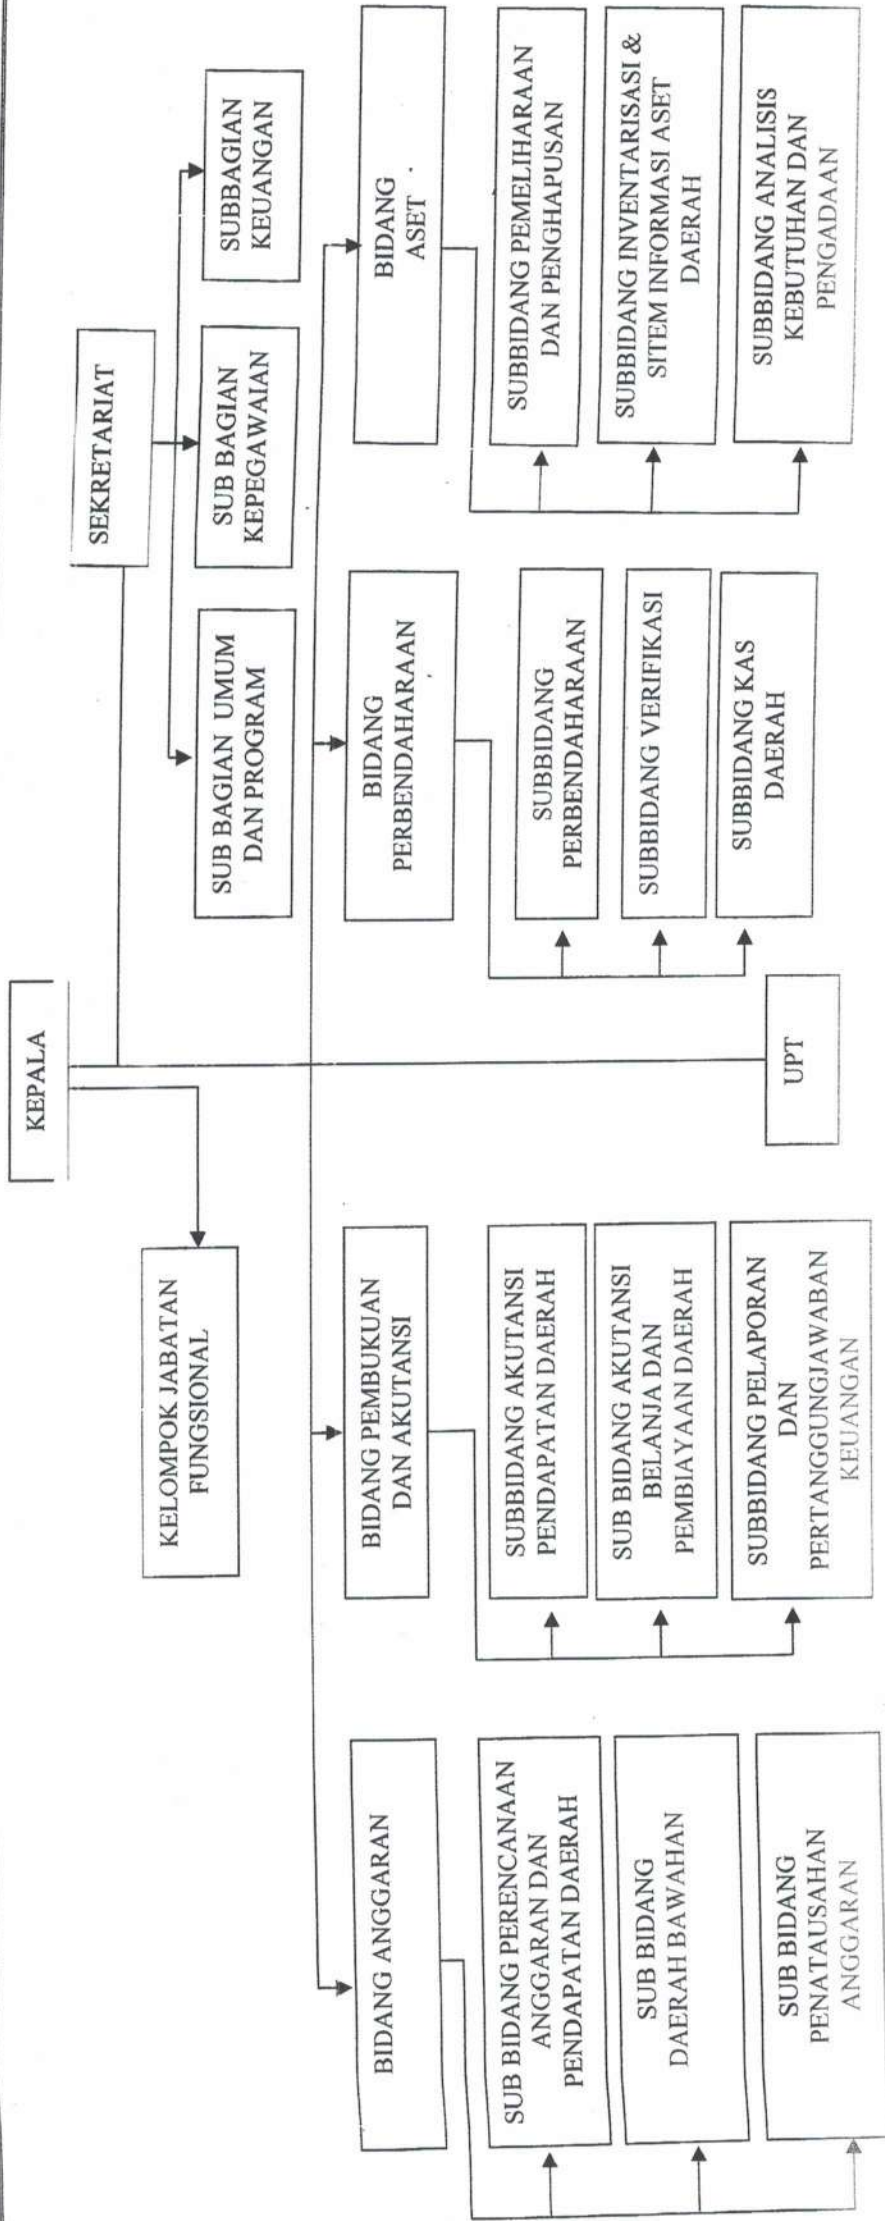 KEPALA
SEKRETARIAT
KELOMPOK JABATAN
FUNGSIONAL
SUB BAGIAN UMUM
DAN PROGRAM
SUB BAGIAN
KEPEGAWAIAN
SUBBAGIAN
KEUANGAN
BIDANG ANGGARAN
SUB BIDANG PERENCANAAN
ANGGARAN DAN
PENDAPATAN DAERAH
SUB BIDANG
DAERAH BAWAHAN
SUB BIDANG
PENATAUSAHAN
ANGGARAN
BIDANG PEMBUKUAN
DAN AKUTANSI
SUBBIDANG AKUTANSI
PENDAPATAN DAERAH
SUB BIDANG AKUTANSI
BELANJA DAN
PEMBIAYAAN DAERAH
SUBBIDANG PELAPORAN
DAN
PERTANGGUNGJAWABAN
KEUANGAN
UPT
BIDANG
PERBENDAHARAAN
SUBBIDANG
PERBENDAHARAAN
SUBBIDANG VERIFIKASI
SUBBIDANG KAS
DAERAH
BIDANG
ASET
SUBBIDANG PEMELIHARAAN
DAN PENGHAPUSAN
SUBBIDANG INVENTARISASI &
SITEM INFORMASI ASET
DAERAH
SUBBIDANG ANALISIS
KEBUTUHAN DAN
PENGADAAN